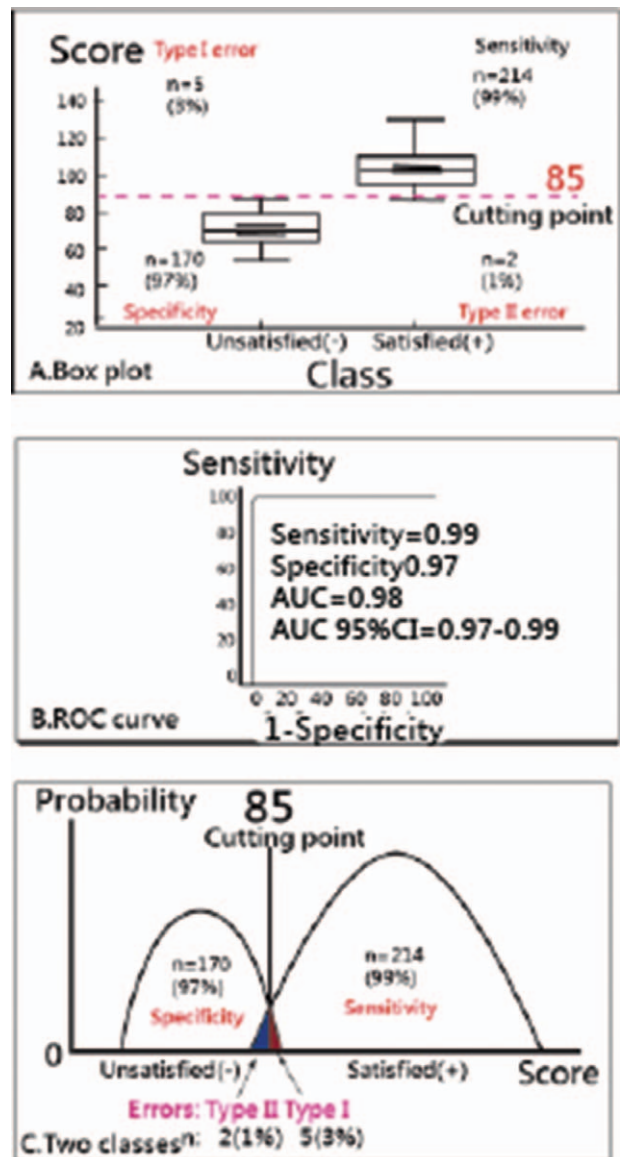 Score Type I error
Sensitivity
n=5
(3%)
n=214
(99%)
140
120
100
80
60
40
20
85
Cutting point
n=170
(97%)
n=2
(1%)
Specificity
Type II error
Unsatisfied(-) Satisfied(+)
A.Box plot
Class
Sensitivity
100
80
60
40
20
0
Sensitivity=0.99
Specificity0.97
AUC=0.98
AUC 95%CI=0.97-0.99
0 20 40 60 80 100
B.ROC curve
1-Specificity
Probability
85
Cutting point
n=170
(97%)
Specificity
n=214
(99%)
Sensitivity
0
Unsatisfied(-)
Satisfied(+)
Score
Errors: Type II Type I
C.Two classes n: 2(1%) 5(3%)